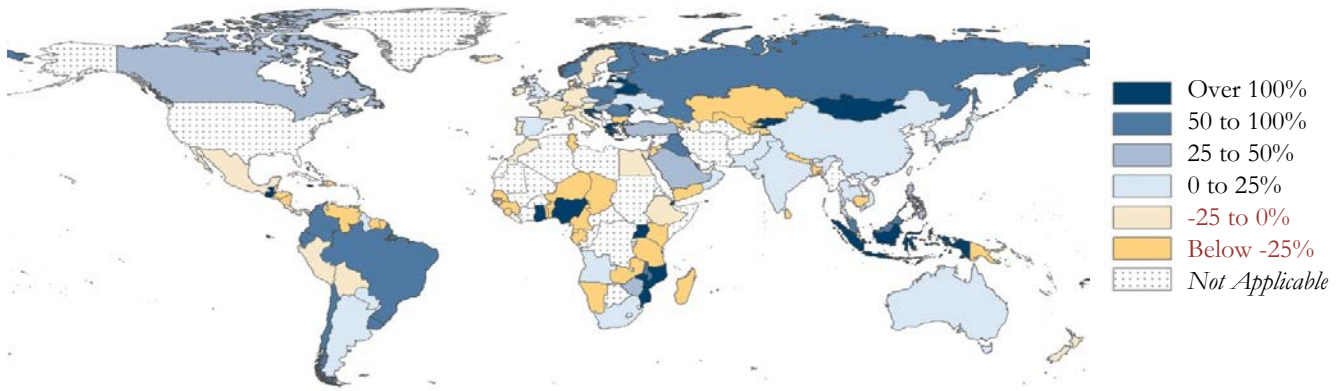 Over 100%
50 to 100%
25 to 50%
0 to 25%
-25 to 0%
Below -25%
Not Applicable